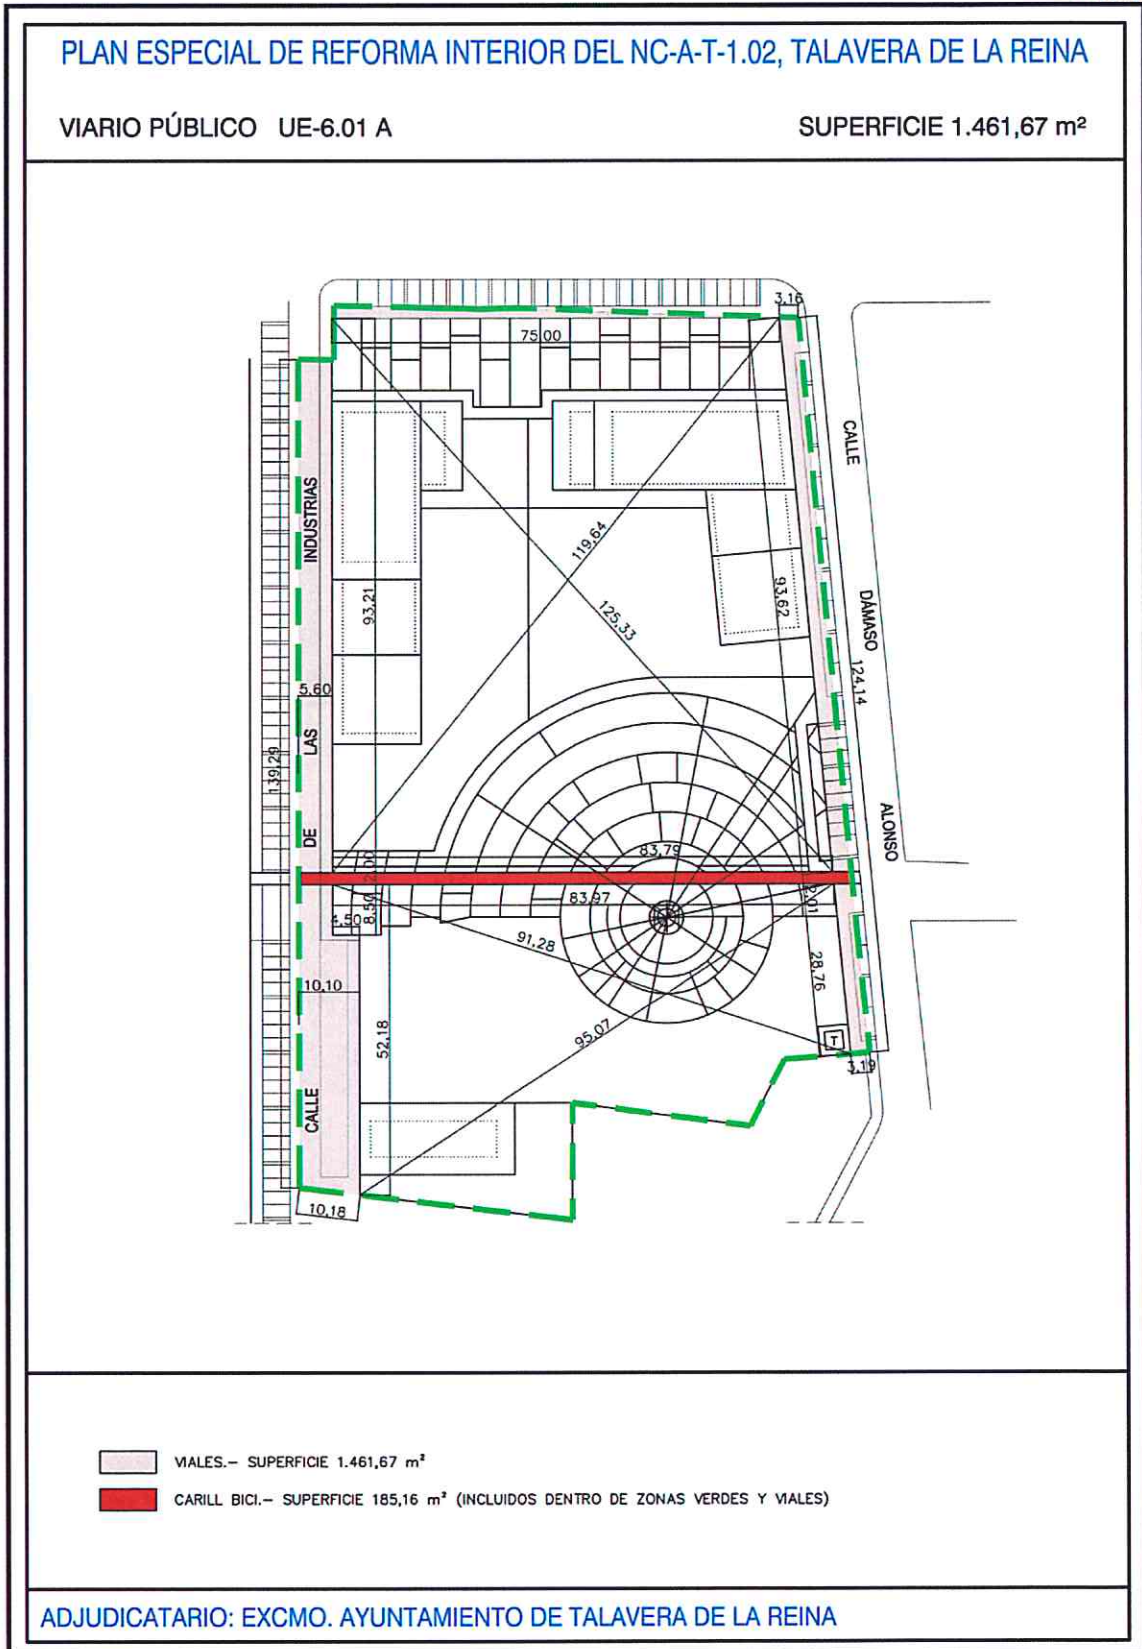 PLAN ESPECIAL DE REFORMA INTERIOR DEL NC-A-T-1.02, TALAVERA DE LA REINA
VIARIO PÚBLICO UE-6.01 A
SUPERFICIE 1.461,67 m²
3,16
75,00
CALLE
INDUSTRIAS
119,64
93,21
93,62
125,33
DÁMASO
124,14
5,60
LAS
139,29
DE
ALONSO
83,79
2,00
83,97
2,01
8,50
4,50
91,28
28,76
10,10
52,18
95,07
T
3,19
CALLE
10,18
VIALES.- SUPERFICIE 1.461,67 m²
CARILL BICI.- SUPERFICIE 185,16 m² (INCLUIDOS DENTRO DE ZONAS VERDES Y VIALES)
ADJUDICATARIO: EXCMO. AYUNTAMIENTO DE TALAVERA DE LA REINA